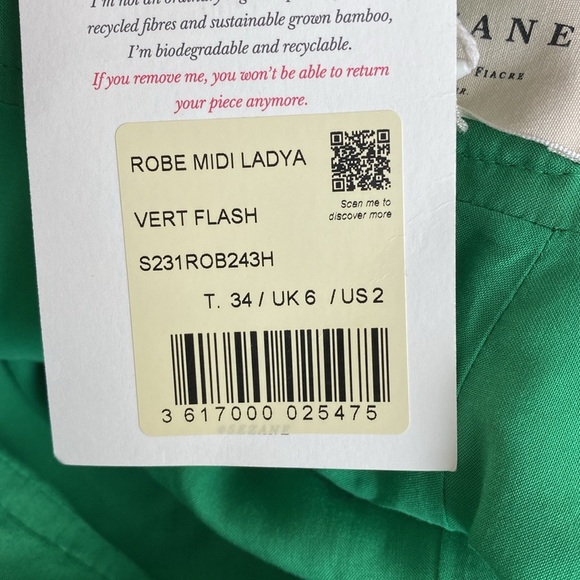 recycled fibres and sustainable grown bamboo,
I'm biodegradable and recyclable.
If you remove me, you won't be able to return
your piece anymore.
ROBE MIDI LADYA
Scan me to
discover more
VERT FLASH
S231ROB243H
T. 34 / UK 6 / US 2
3 617000 025475
ZANE
FIACRE